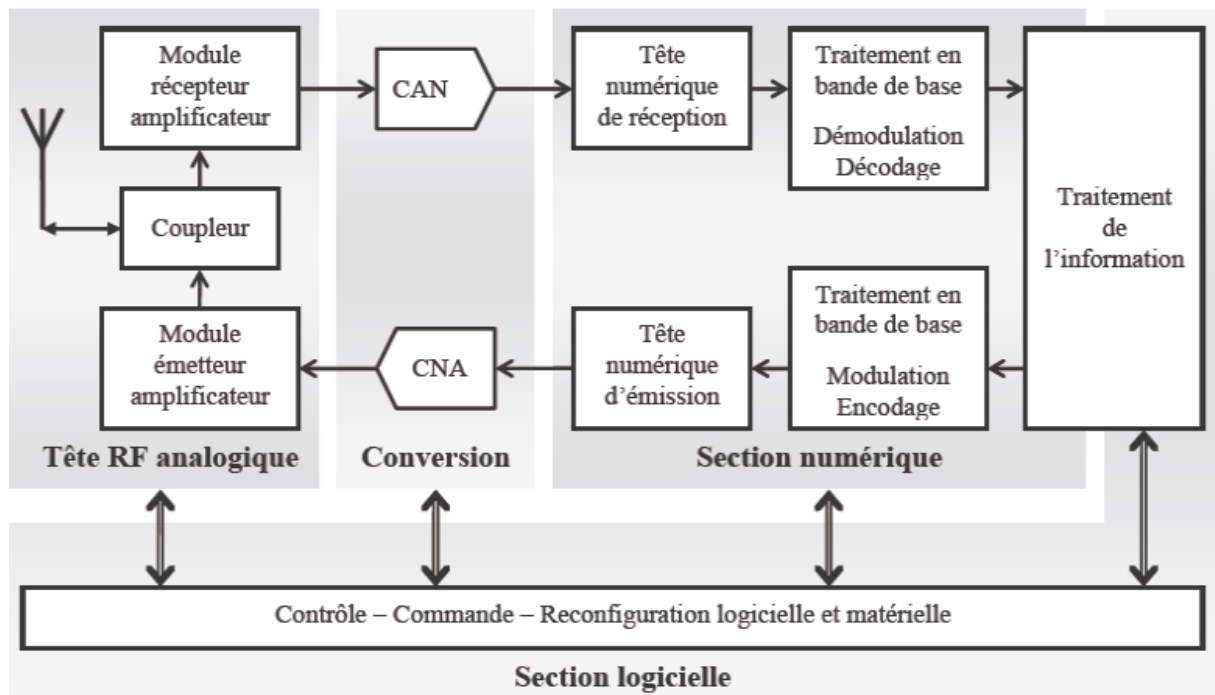 Module
récepteur
amplificateur
CAN
Tête
numérique
de réception
Traitement en
bande de base
Démodulation
Décodage
Coupleur
Traitement
de
l'information
Module
émetteur
amplificateur
CNA
Tête
numérique
d'émission
Traitement en
bande de base
Modulation
Encodage
Tête RF analogique
Conversion
Section numérique
Contrôle – Commande – Reconfiguration logicielle et matérielle
Section logicielle